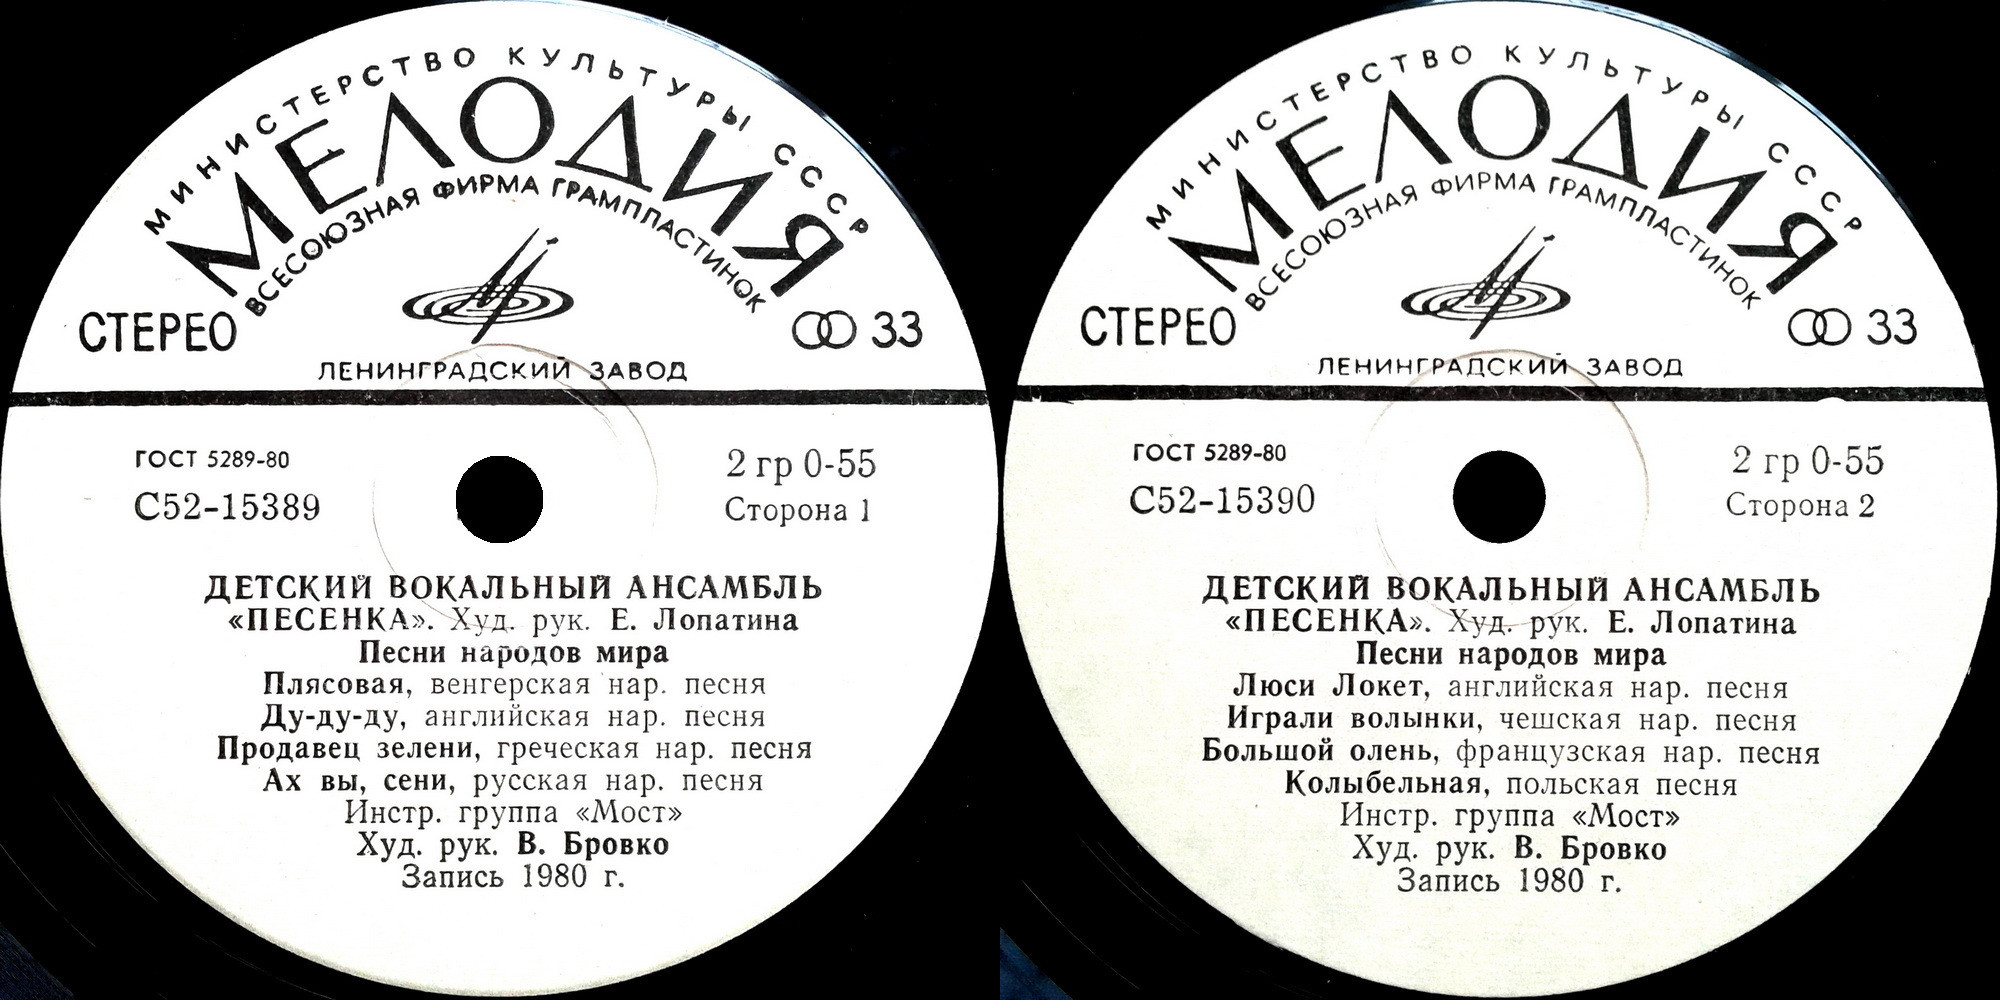 МИНИСТЕРСТВО КУЛЬТУРЫ СССР
МЕЛОДИЯ
ВСЕСОЮЗНАЯ ФИРМА ГРАМПЛАСТИНОК
СТЕРЕО
33
ЛЕНИНГРАДСКИЙ ЗАВОД
ГОСТ 5289-80
2 гр 0-55
С52-15389
Сторона 1
ДЕТСКИЙ ВОКАЛЬНЫЙ АНСАМБЛЬ
«ПЕСЕНКА». Худ. рук. Е. Лопатина
Песни народов мира
Плясовая, венгерская нар. песня
Ду-ду-ду, английская нар. песня
Продавец зелени, греческая нар. песня
Ах вы, сени, русская нар. песня
Инстр. группа «Мост»
Худ. рук. В. Бровко
Запись 1980 г.
МИНИСТЕРСТВО КУЛЬТУРЫ СССР
МЕЛОДИЯ
ВСЕСОЮЗНАЯ ФИРМА ГРАМПЛАСТИНОК
СТЕРЕО
33
ЛЕНИНГРАДСКИЙ ЗАВОД
ГОСТ 5289-80
2 гр 0-55
С52-15390
Сторона 2
ДЕТСКИЙ ВОКАЛЬНЫЙ АНСАМБЛЬ
«ПЕСЕНКА». Худ. рук. Е. Лопатина
Песни народов мира
Люси Локет, английская нар. песня
Играли волынки, чешская нар. песня
Большой олень, французская нар. песня
Колыбельная, польская песня
Инстр. группа «Мост»
Худ. рук. В. Бровко
Запись 1980 г.